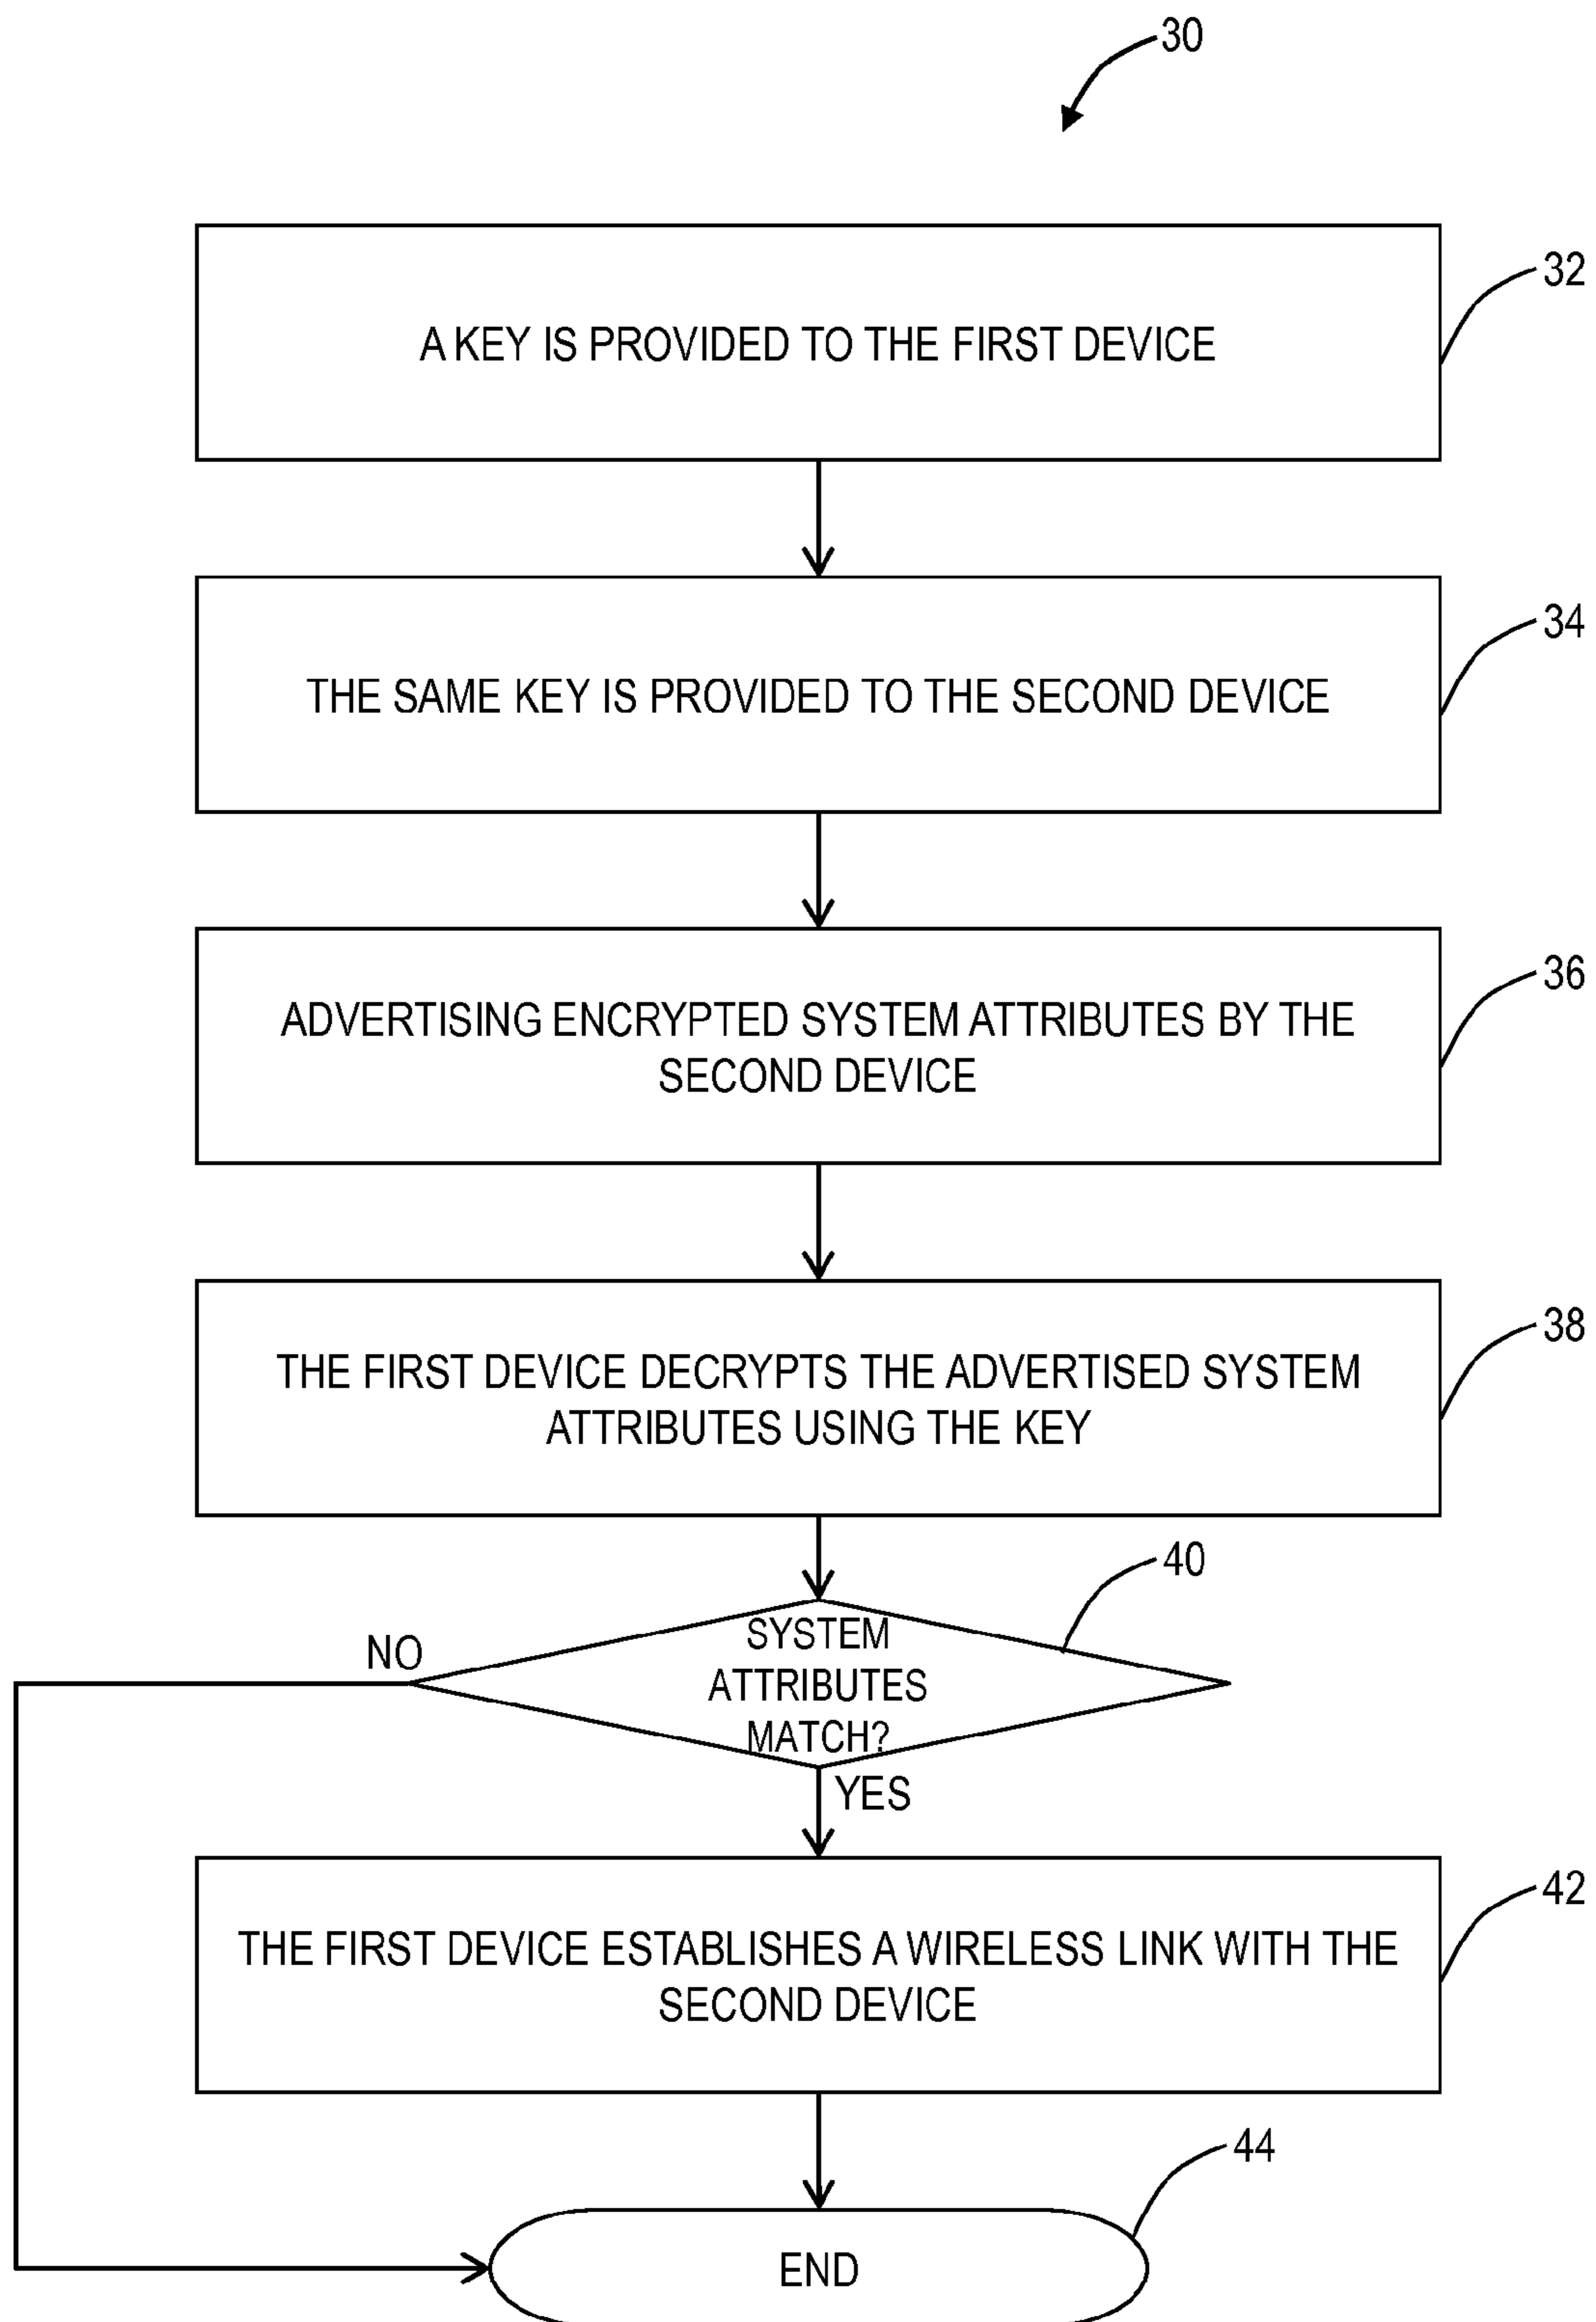 30
A KEY IS PROVIDED TO THE FIRST DEVICE
32
THE SAME KEY IS PROVIDED TO THE SECOND DEVICE
34
ADVERTISING ENCRYPTED SYSTEM ATTRIBUTES BY THE
SECOND DEVICE
36
THE FIRST DEVICE DECRYPTS THE ADVERTISED SYSTEM
ATTRIBUTES USING THE KEY
38
SYSTEM
ATTRIBUTES
MATCH?
40
NO
YES
THE FIRST DEVICE ESTABLISHES A WIRELESS LINK WITH THE
SECOND DEVICE
42
END
44